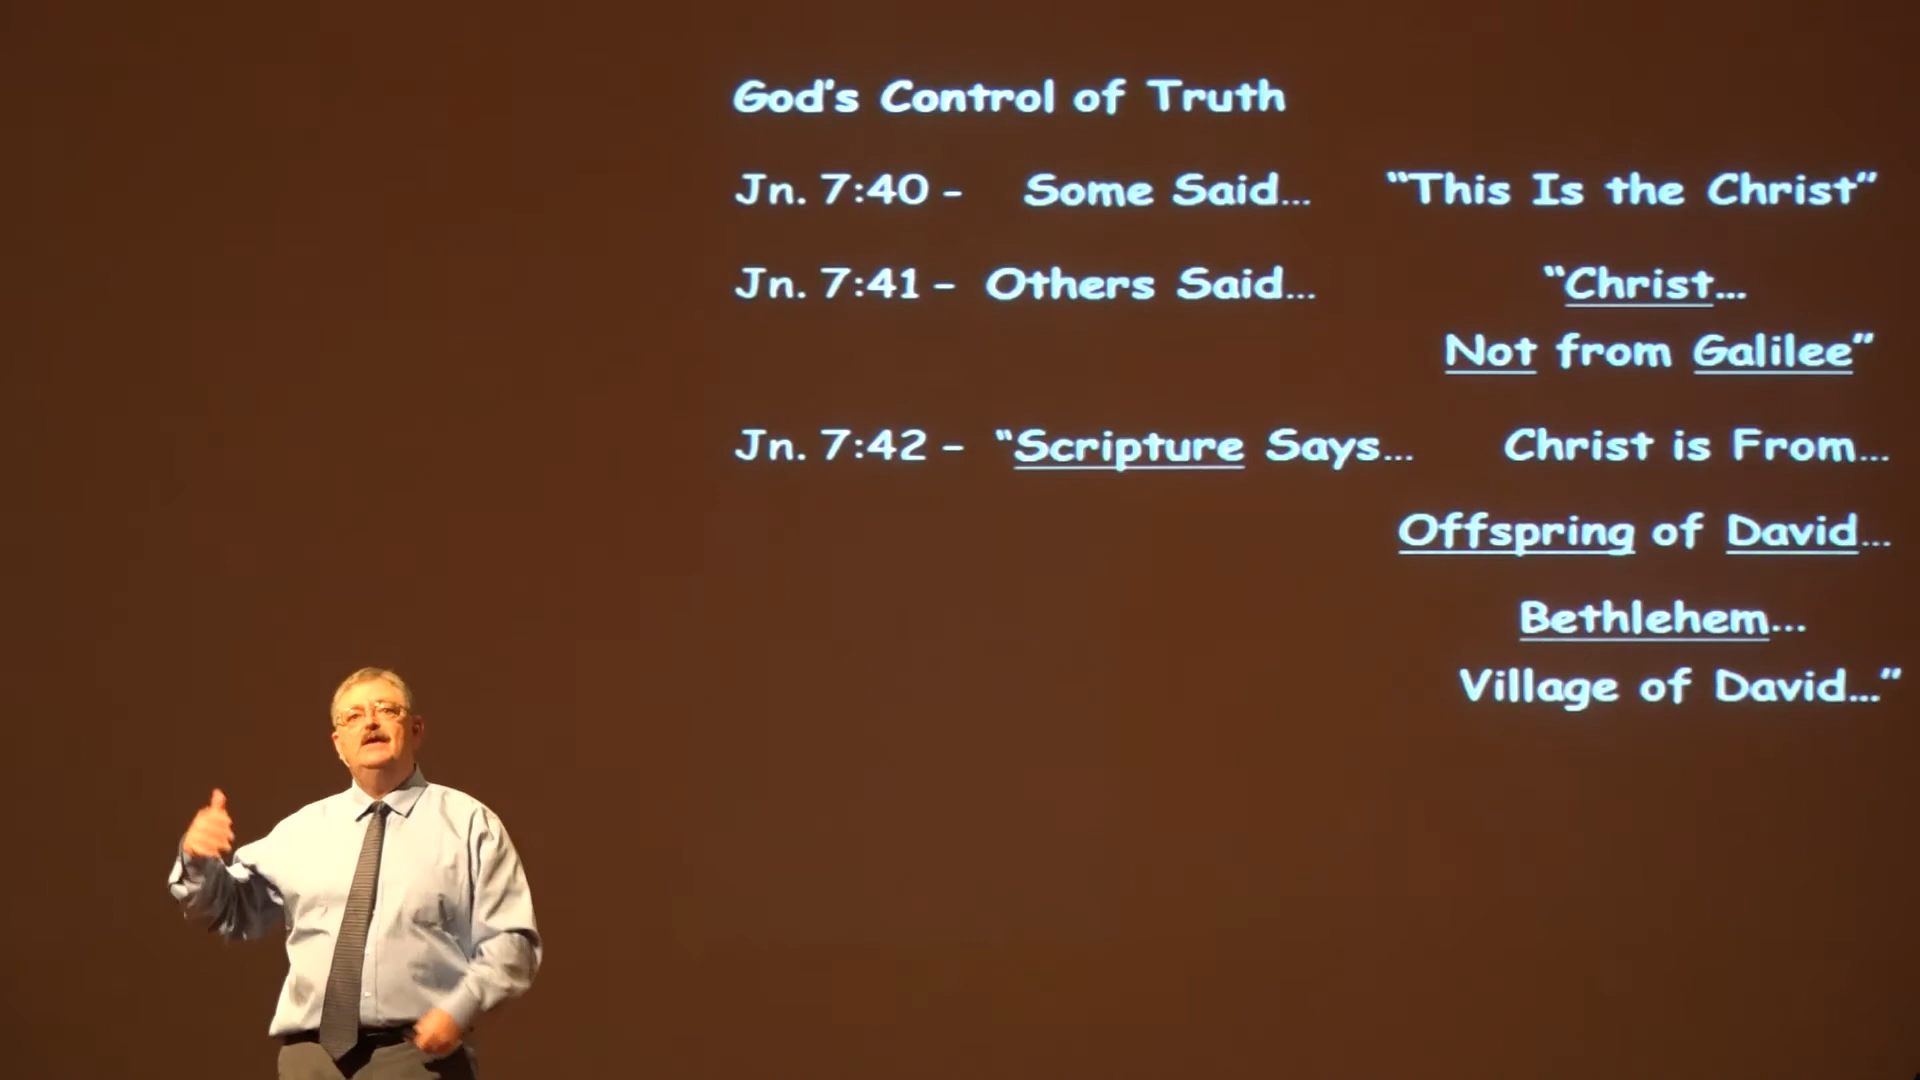 God's Control of Truth
Jn. 7:40 - Some Said... “This Is the Christ”
Jn. 7:41 - Others Said... “Christ...
Not from Galilee”
Jn. 7:42 - “Scripture Says... Christ is From...
Offspring of David...
Bethlehem...
Village of David...”